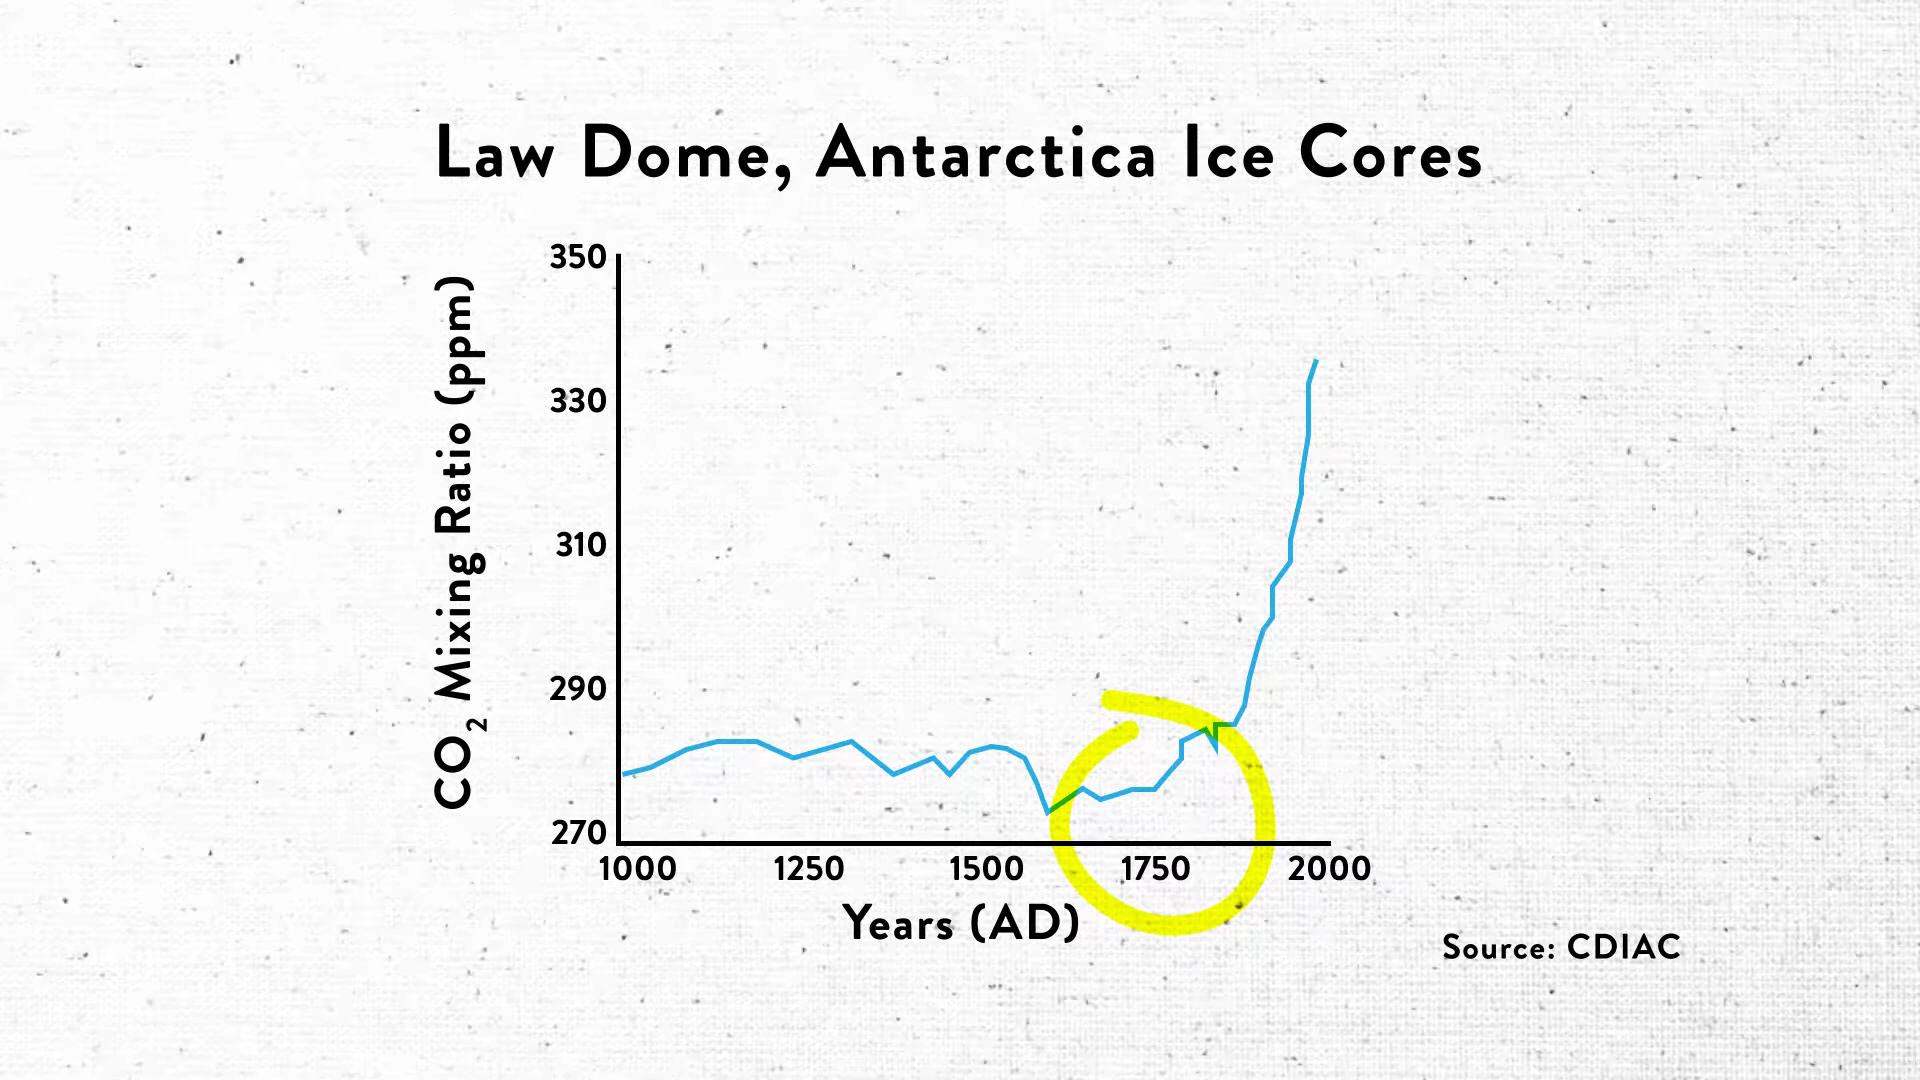 Law Dome, Antarctica Ice Cores
CO2 Mixing Ratio (ppm)
350
330
310
290
270
1000 1250 1500 1750 2000
Years (AD)
Source: CDIAC